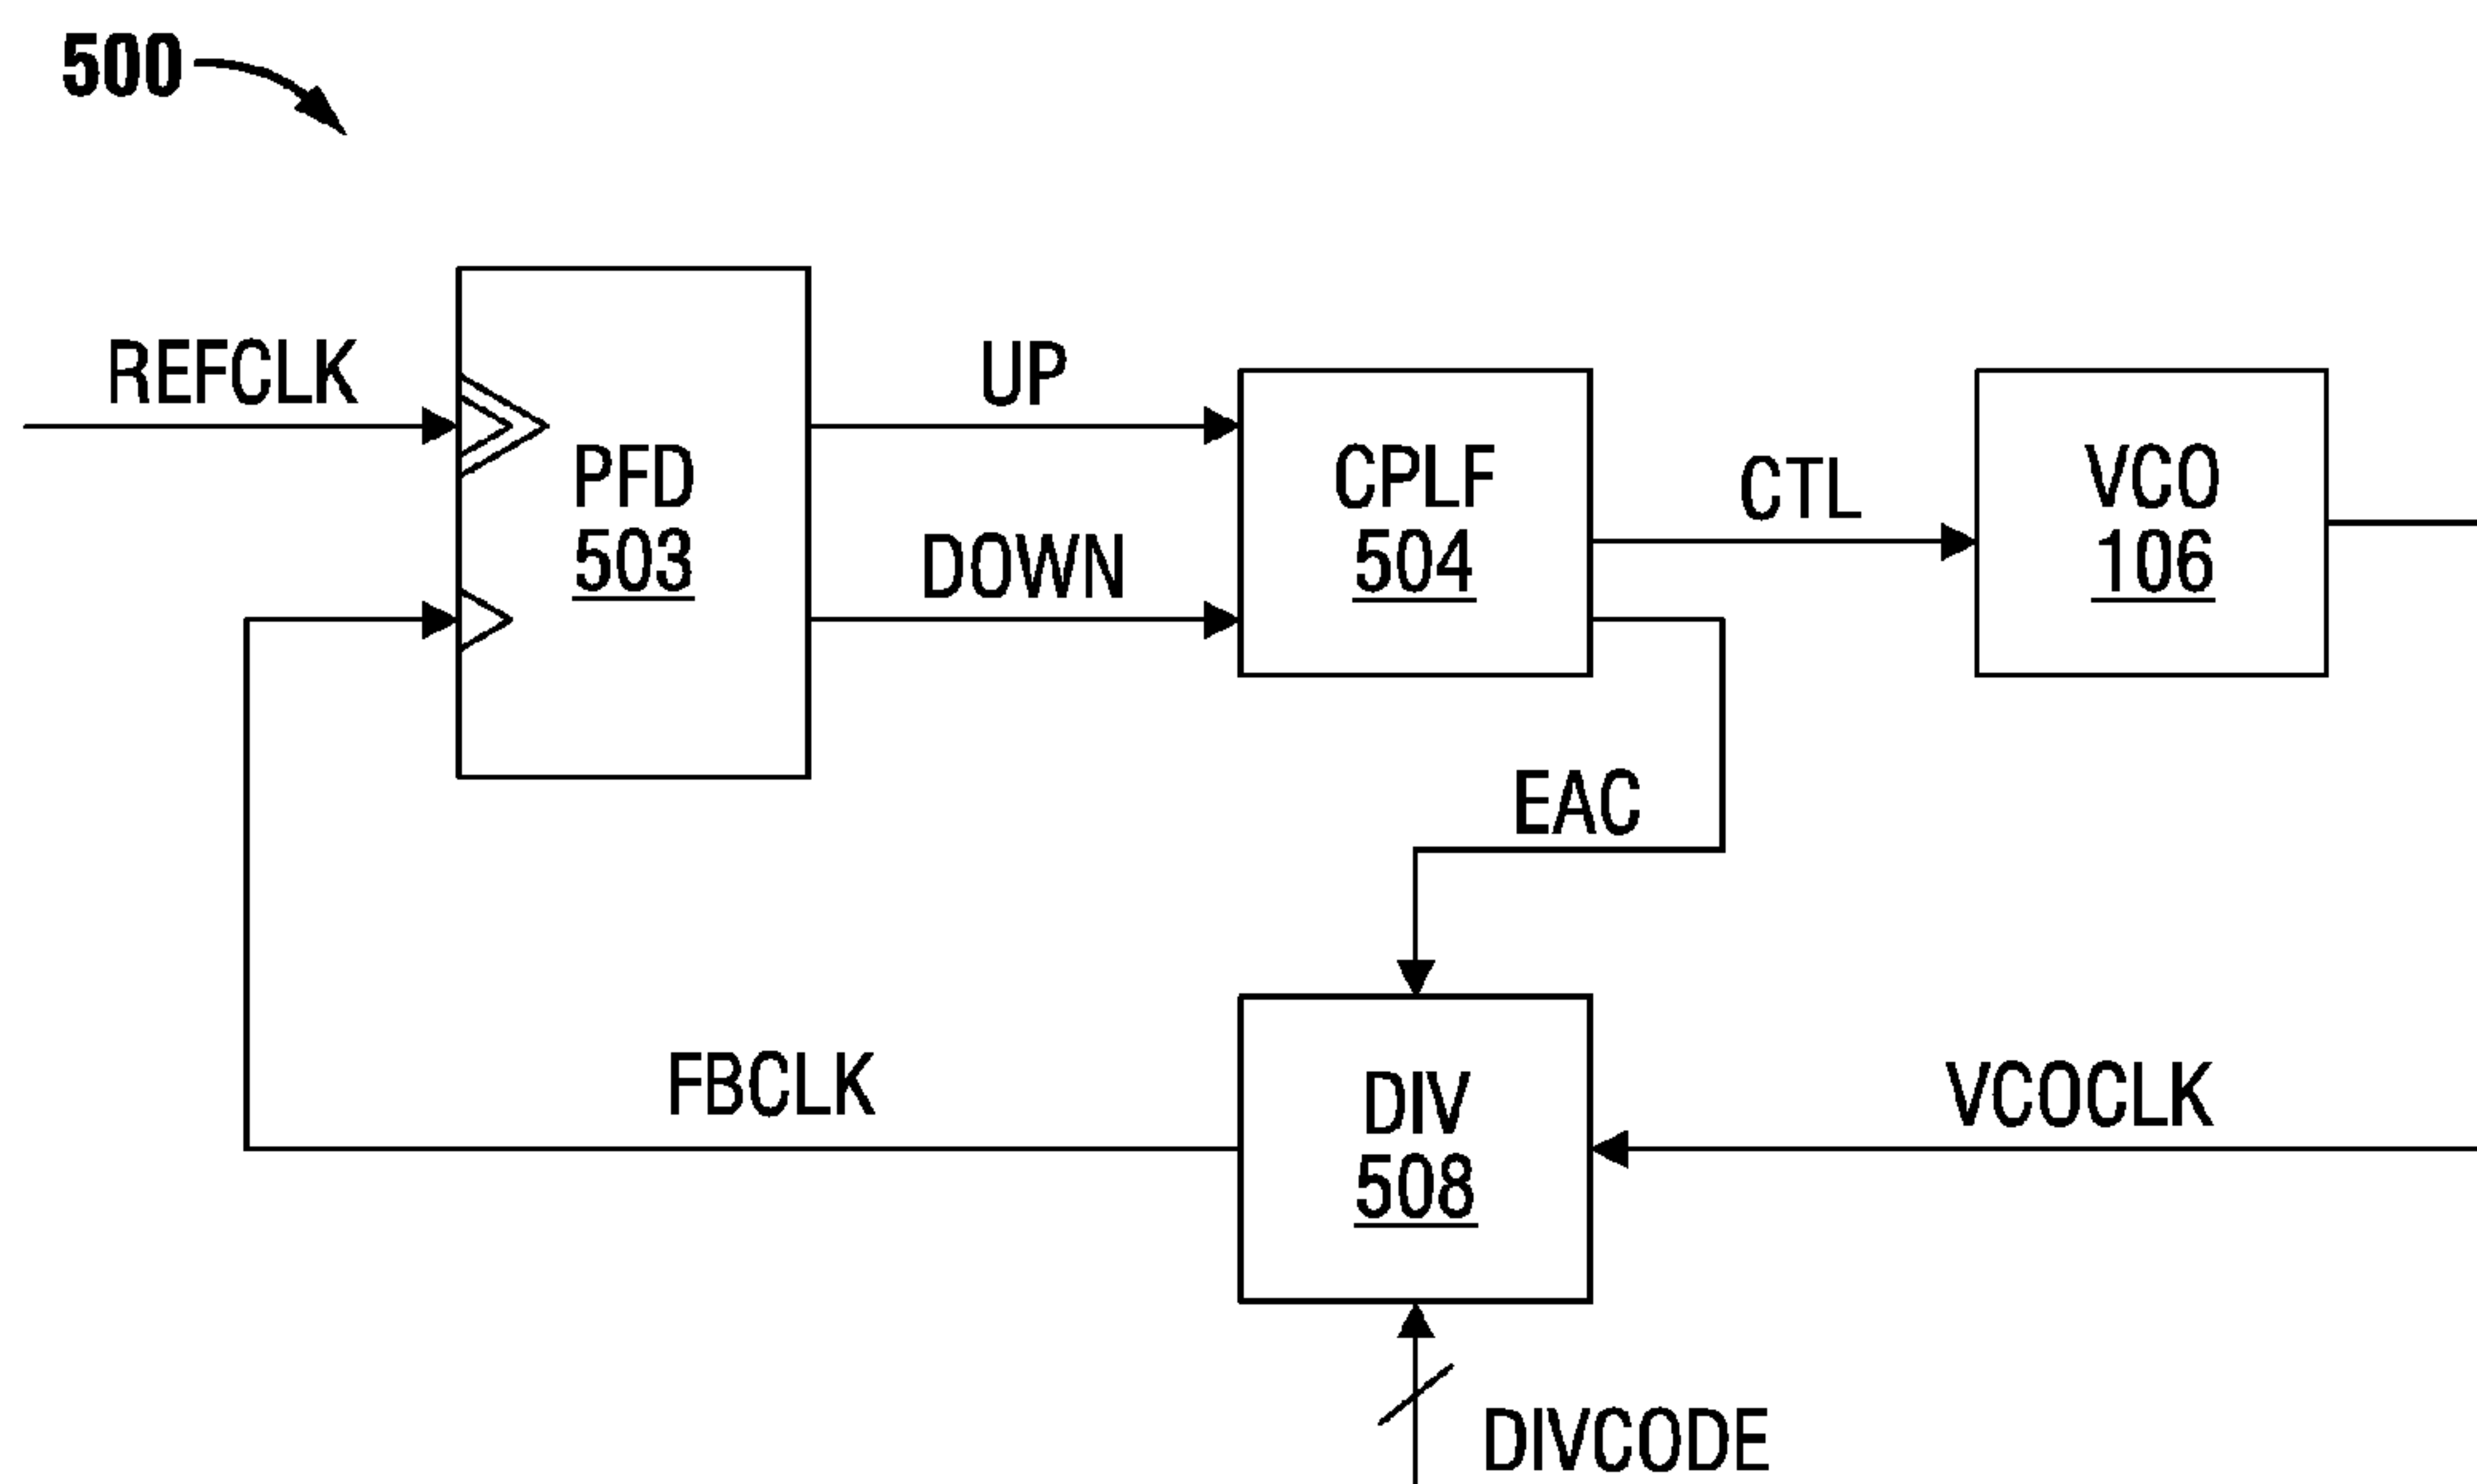 500
REFCLK
UP
PFD
503
CPLF
504
CTL
VCO
106
DOWN
EAC
FBCLK
DIV
508
VCOCLK
DIVCODE